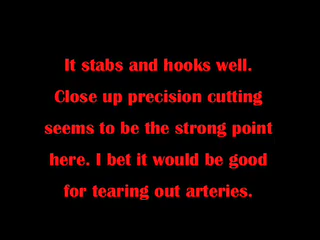 It stabs and hooks well.
Close up precision cutting
seems to be the strong point
here. I bet it would be good
for tearing out arteries.